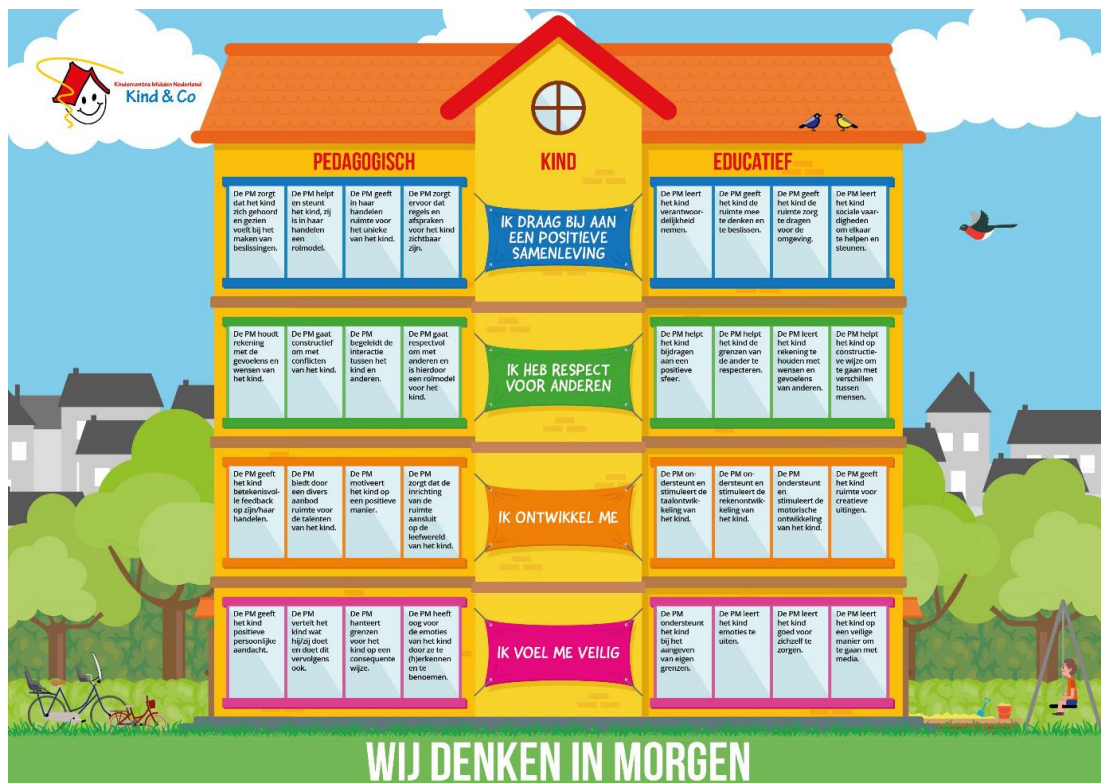 Kindercentra Midden Nederland
Kind & Co
PEDAGOGISCH
KIND
EDUCATIEF
De PM zorgt
dat het kind
zich gehoord
en gezien
voelt bij het
maken van
beslissingen.
De PM helpt
en steunt
het kind, zij
is in haar
handelen
een
rolmodel.
De PM geeft
in haar
handelen
ruimte voor
het unieke
van het kind.
De PM zorgt
ervoor dat
regels en
afspraken
voor het kind
zichtbaar
zijn.
IK DRAAG BIJ AAN
EEN POSITIEVE
SAMENLEVING
De PM leert
het kind
verantwoor-
delijkheid
nemen.
De PM geeft
het kind de
ruimte mee
te denken en
te beslissen.
De PM geeft
het kind de
ruimte zorg
te dragen
voor de
omgeving.
De PM leert
het kind
sociale vaar-
digheden
om elkaar
te helpen en
steunen.
De PM houdt
rekening
met de
gevoelens en
wensen van
het kind.
De PM gaat
constructief
om met
conflicten
van het kind.
De PM
begeleidt de
interactie
tussen het
kind en
anderen.
De PM gaat
respectvol
om met
anderen en
is hierdoor
een rolmodel
voor het
kind.
IK HEB RESPECT
VOOR ANDEREN
De PM helpt
het kind
bijdragen
aan een
positieve
sfeer.
De PM helpt
het kind de
grenzen van
de ander te
respecteren.
De PM leert
het kind
rekening te
houden met
wensen en
gevoelens
van anderen.
De PM helpt
het kind op
constructie-
ve wijze om
te gaan met
verschillen
tussen
mensen.
De PM geeft
het kind
betekenisvol-
le feedback
op zijn/haar
handelen.
De PM
biedt door
een divers
aanbod
ruimte voor
de talenten
van het kind.
De PM
motiveert
het kind op
een positieve
manier.
De PM
zorgt dat de
inrichting
van de
ruimte
aansluit
op de
leefwereld
van het kind.
IK ONTWIKKEL ME
De PM on-
dersteunt en
stimuleert de
taalontwik-
keling van
het kind.
De PM on-
dersteunt en
stimuleert de
rekenontwik-
keling van
het kind.
De PM
ondersteunt
en
stimuleert de
motorische
ontwikkeling
van het kind.
De PM geeft
het kind
ruimte voor
creatieve
uitingen.
De PM geeft
het kind
positieve
persoonlijke
aandacht.
De PM
vertelt het
kind wat
hij/zij doet
en doet dit
vervolgens
ook.
De PM
hanteert
grenzen
voor het
kind op een
consequente
wijze.
De PM heeft
oog voor
de emoties
van het kind
door ze te
(h)erkennen
en te
benoemen.
IK VOEL ME VEILIG
De PM
ondersteunt
het kind
bij het
aangeven
van eigen
grenzen.
De PM leert
het kind
emoties te
uiten.
De PM leert
het kind
goed voor
zichzelf te
zorgen.
De PM leert
het kind op
een veilige
manier om
te gaan met
media.
WIJ DENKEN IN MORGEN